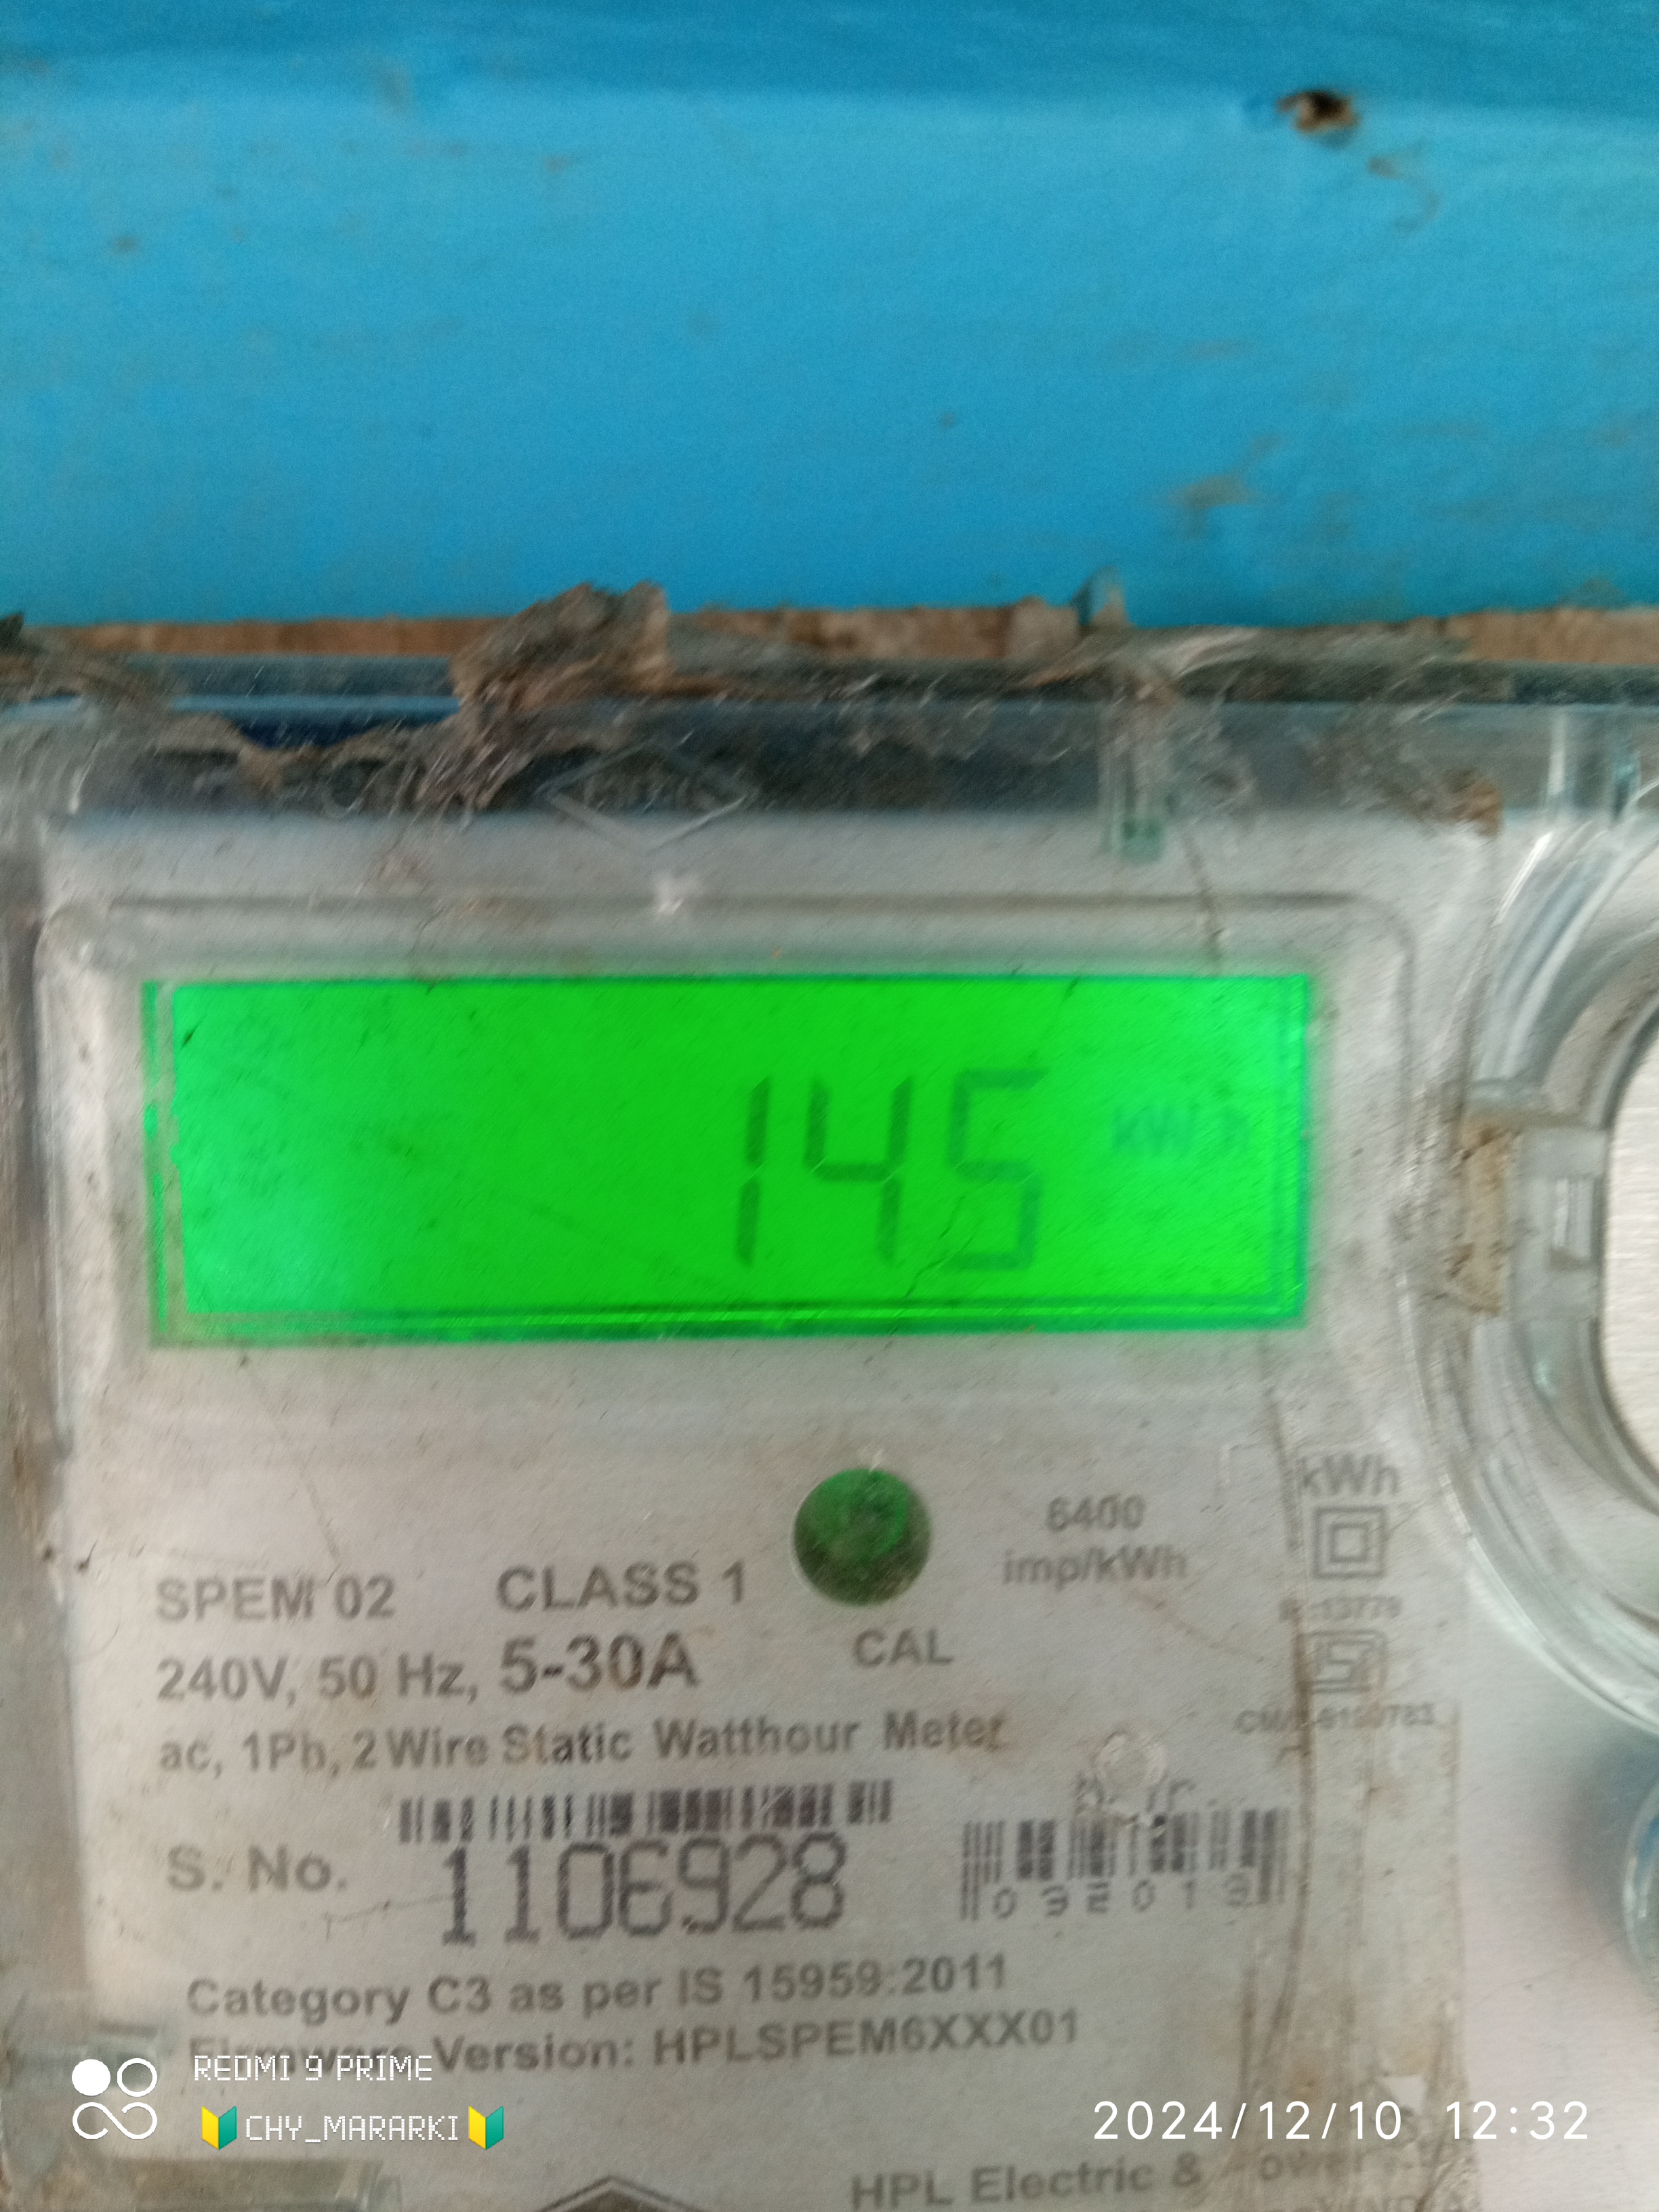 145 kWh
6400
imp/kWh
kWh
SPEM 02 CLASS 1
CAL
240V, 50 Hz, 5-30A
ac, 1Ph, 2 Wire Static Watthour Meter
S. No. 1106928
Category C3 as per IS 15959:2011
Firmware Version: HPLSPEM6XXX01
REDMI 9 PRIME
🔰CHY_MARARKI🔰
2024/12/10 12:32
HPL Electric & Power